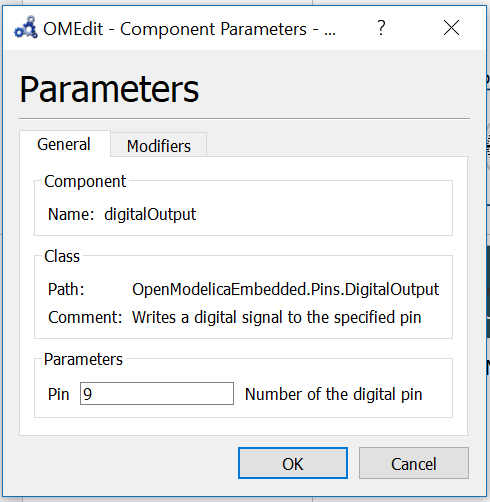 OMEdit - Component Parameters - ...
?
Parameters
General
Modifiers
Component
Name: digitalOutput
Class
Path: OpenModelicaEmbedded.Pins.DigitalOutput
Comment: Writes a digital signal to the specified pin
Parameters
Pin 9 Number of the digital pin
OK
Cancel